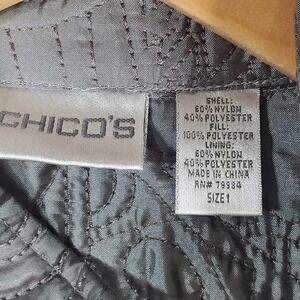 CHICO'S
SHELL:
60% NYLON
40% POLYESTER
FILL:
100% POLYESTER
LINING:
60% NYLON
40% POLYESTER
MADE IN CHINA
RN# 79984
SIZE 1